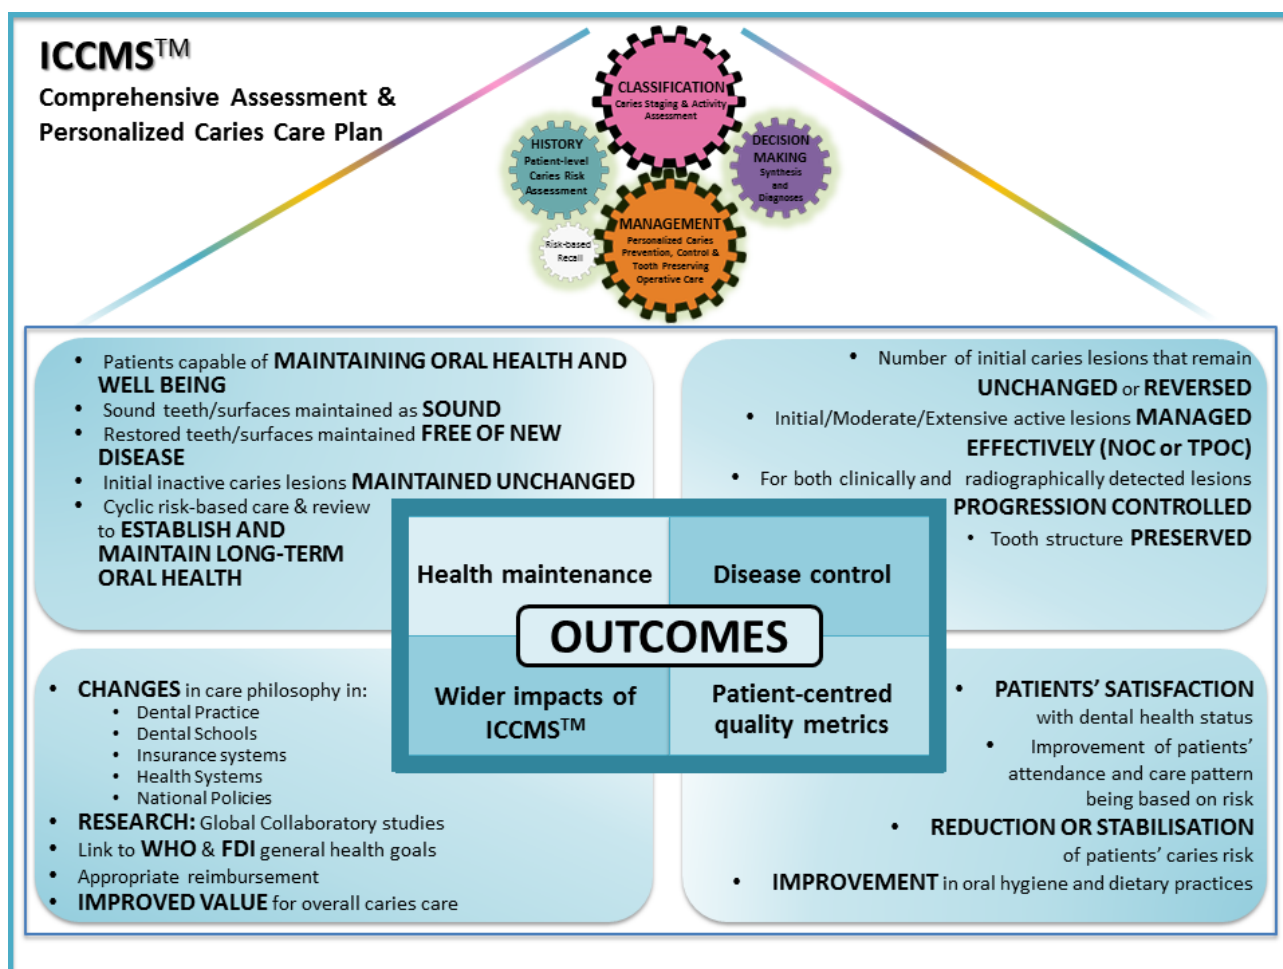 ICCMS™
Comprehensive Assessment &
Personalized Caries Care Plan
CLASSIFICATION
Caries Staging & Activity
Assessment
HISTORY
Patient-level
Caries Risk
Assessment
DECISION
MAKING
Synthesis
and
Diagnoses
MANAGEMENT
Personalized Caries
Prevention, Control &
Tooth Preserving
Operative Care
Risk-based
Recall
• Patients capable of MAINTAINING ORAL HEALTH AND
WELL BEING
• Sound teeth/surfaces maintained as SOUND
• Restored teeth/surfaces maintained FREE OF NEW
DISEASE
• Initial inactive caries lesions MAINTAINED UNCHANGED
• Cyclic risk-based care & review
to ESTABLISH AND
MAINTAIN LONG-TERM
ORAL HEALTH
• Number of initial caries lesions that remain
UNCHANGED or REVERSED
• Initial/Moderate/Extensive active lesions MANAGED
EFFECTIVELY (NOC or TPOC)
• For both clinically and radiographically detected lesions
PROGRESSION CONTROLLED
• Tooth structure PRESERVED
Health maintenance
Disease control
OUTCOMES
Wider impacts of
ICCMS™
Patient-centred
quality metrics
• CHANGES in care philosophy in:
• Dental Practice
• Dental Schools
• Insurance systems
• Health Systems
• National Policies
• RESEARCH: Global Collaboratory studies
• Link to WHO & FDI general health goals
• Appropriate reimbursement
• IMPROVED VALUE for overall caries care
• PATIENTS’ SATISFACTION
with dental health status
• Improvement of patients’
attendance and care pattern
being based on risk
• REDUCTION OR STABILISATION
of patients’ caries risk
• IMPROVEMENT in oral hygiene and dietary practices